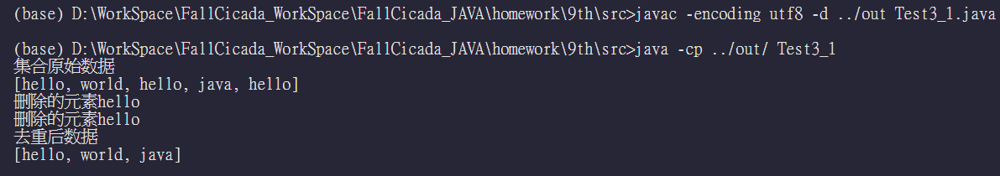 (base) D:\WorkSpace\FallCicada_WorkSpace\FallCicada_JAVA\homework\9th\src>javac -encoding utf8 -d ../out Test3_1.java
(base) D:\WorkSpace\FallCicada_WorkSpace\FallCicada_JAVA\homework\9th\src>java -cp ../out/ Test3_1
集合原始数据
[hello, world, hello, java, hello]
删除的元素hello
删除的元素hello
去重后数据
[hello, world, java]